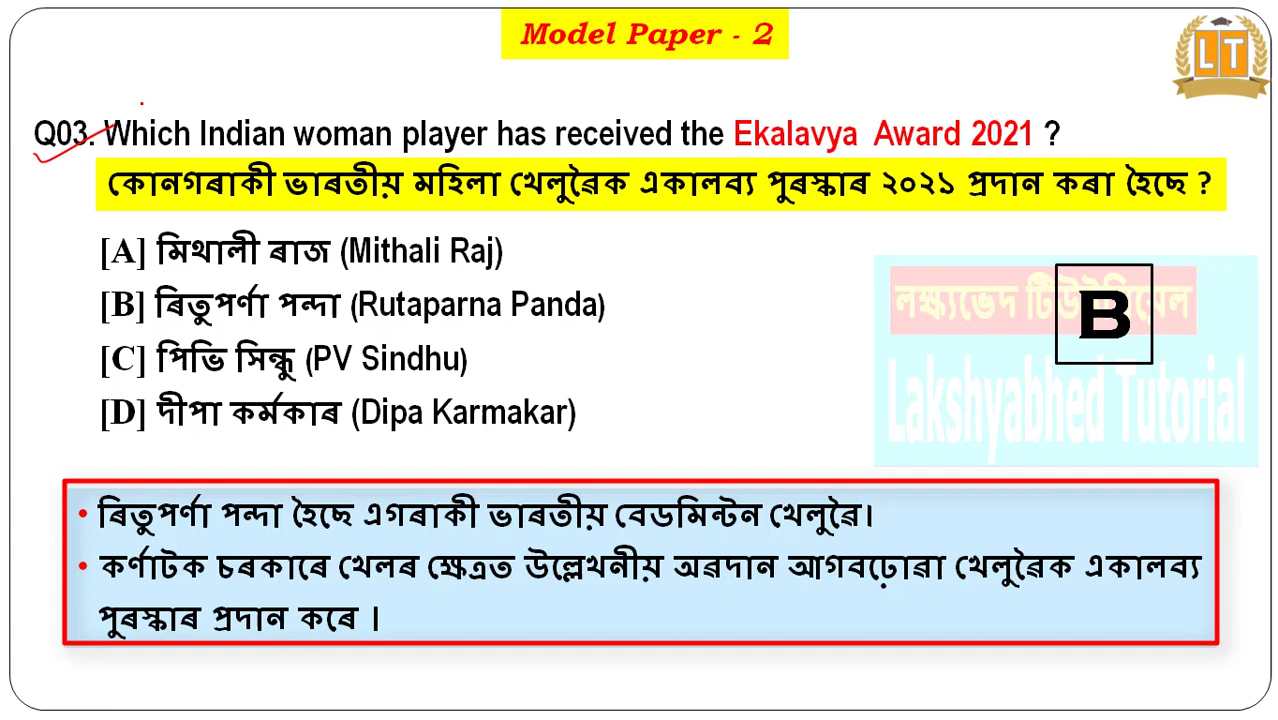 Model Paper - 2
LT
Q03. Which Indian woman player has received the Ekalavya Award 2021 ?
কোনগৰাকী ভাৰতীয় মহিলা খেলুৱৈক একালব্য পুৰস্কাৰ ২০২১ প্ৰদান কৰা হৈছে ?
[A] মিথালী ৰাজ (Mithali Raj)
[B] ৰিতুপৰ্ণা পন্দা (Rutaparna Panda)
[C] পিভি সিন্ধু (PV Sindhu)
[D] দীপা কৰ্মকাৰ (Dipa Karmakar)
লক্ষ্যভেদ টিউটৰিয়েল
B
Lakshyabhed Tutorial
• ৰিতুপৰ্ণা পন্দা হৈছে এগৰাকী ভাৰতীয় বেডমিন্টন খেলুৱৈ।
• কৰ্ণাটক চৰকাৰে খেলৰ ক্ষেত্ৰত উল্লেখনীয় অৱদান আগবঢ়োৱা খেলুৱৈক একালব্য
পুৰস্কাৰ প্ৰদান কৰে ।